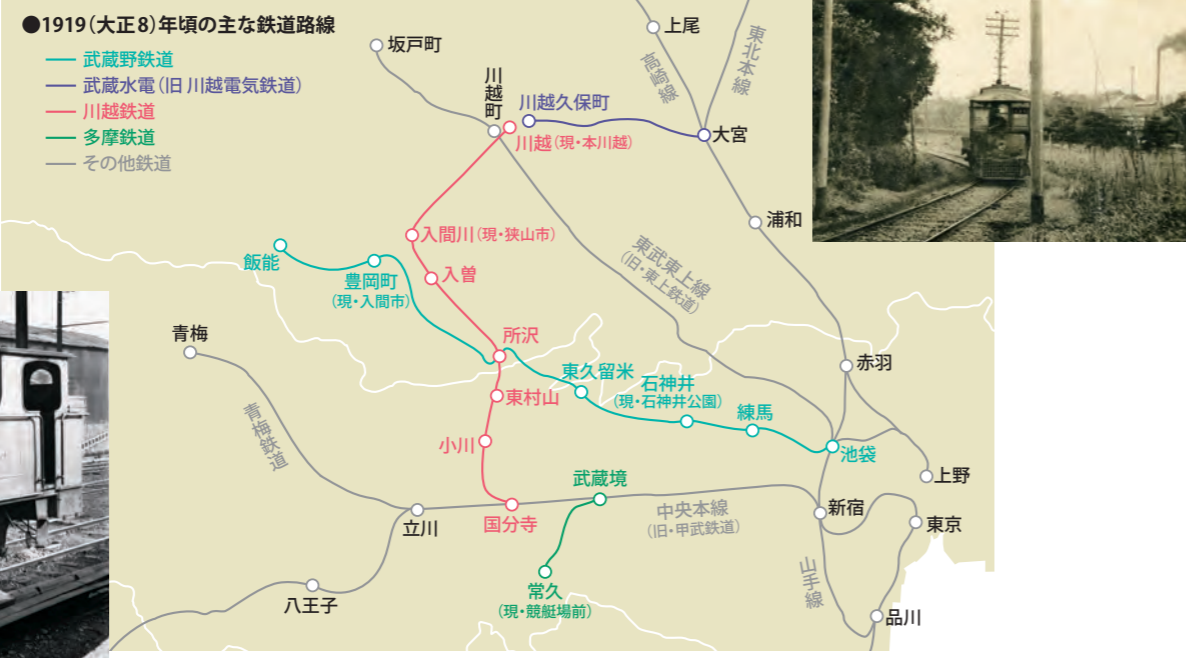 ●1919（大正8）年頃の主な鉄道路線
武蔵野鉄道
武蔵水電（旧 川越電気鉄道）
川越鉄道
多摩鉄道
その他鉄道
坂戸町
川越町
川越久保町
川越（現・本川越）
上尾
高崎線
東北本線
大宮
浦和
入間川（現・狭山市）
入曽
飯能
豊岡町
（現・入間市）
東武東上線
（旧・東上鉄道）
青梅
所沢
東久留米
石神井
（現・石神井公園）
練馬
赤羽
東村山
小川
池袋
青梅鉄道
武蔵境
上野
国分寺
立川
中央本線
（旧・甲武鉄道）
新宿
東京
常久
（現・競艇場前）
八王子
山手線
品川